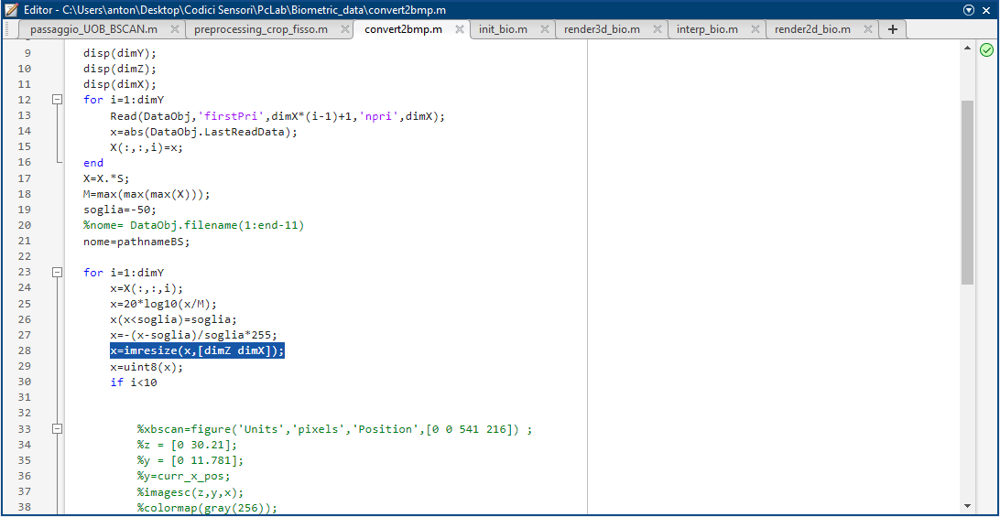 Editor - C:\Users\anton\Desktop\Codici Sensori\PcLab\Biometric_data\convert2bmp.m
passaggio_UOB_BSCAN.m preprocessing_crop_fisso.m convert2bmp.m init_bio.m render3d_bio.m interp_bio.m render2d_bio.m
9 disp(dimY);
10 disp(dimZ);
11 disp(dimX);
12 for i=1:dimY
13 Read(DataObj,'firstPri',dimX*(i-1)+1,'npri',dimX);
14 x=abs(DataObj.LastReadData);
15 X(:,:,i)=x;
16 end
17 X=X.*S;
18 M=max(max(max(X)));
19 soglia=-50;
20 %nome= DataObj.filename(1:end-11)
21 nome=pathnameBS;
22
23 for i=1:dimY
24 x=X(:,:,i);
25 x=20*log10(x/M);
26 x(x<soglia)=soglia;
27 x=-(x-soglia)/soglia*255;
28 x=imresize(x,[dimZ dimX]);
29 x=uint8(x);
30 if i<10
31
32
33 %xbscan=figure('Units','pixels','Position',[0 0 541 216]) ;
34 %z = [0 30.21];
35 %y = [0 11.781];
36 %y=curr_x_pos;
37 %imagesc(z,y,x);
38 %colormap(gray(256));